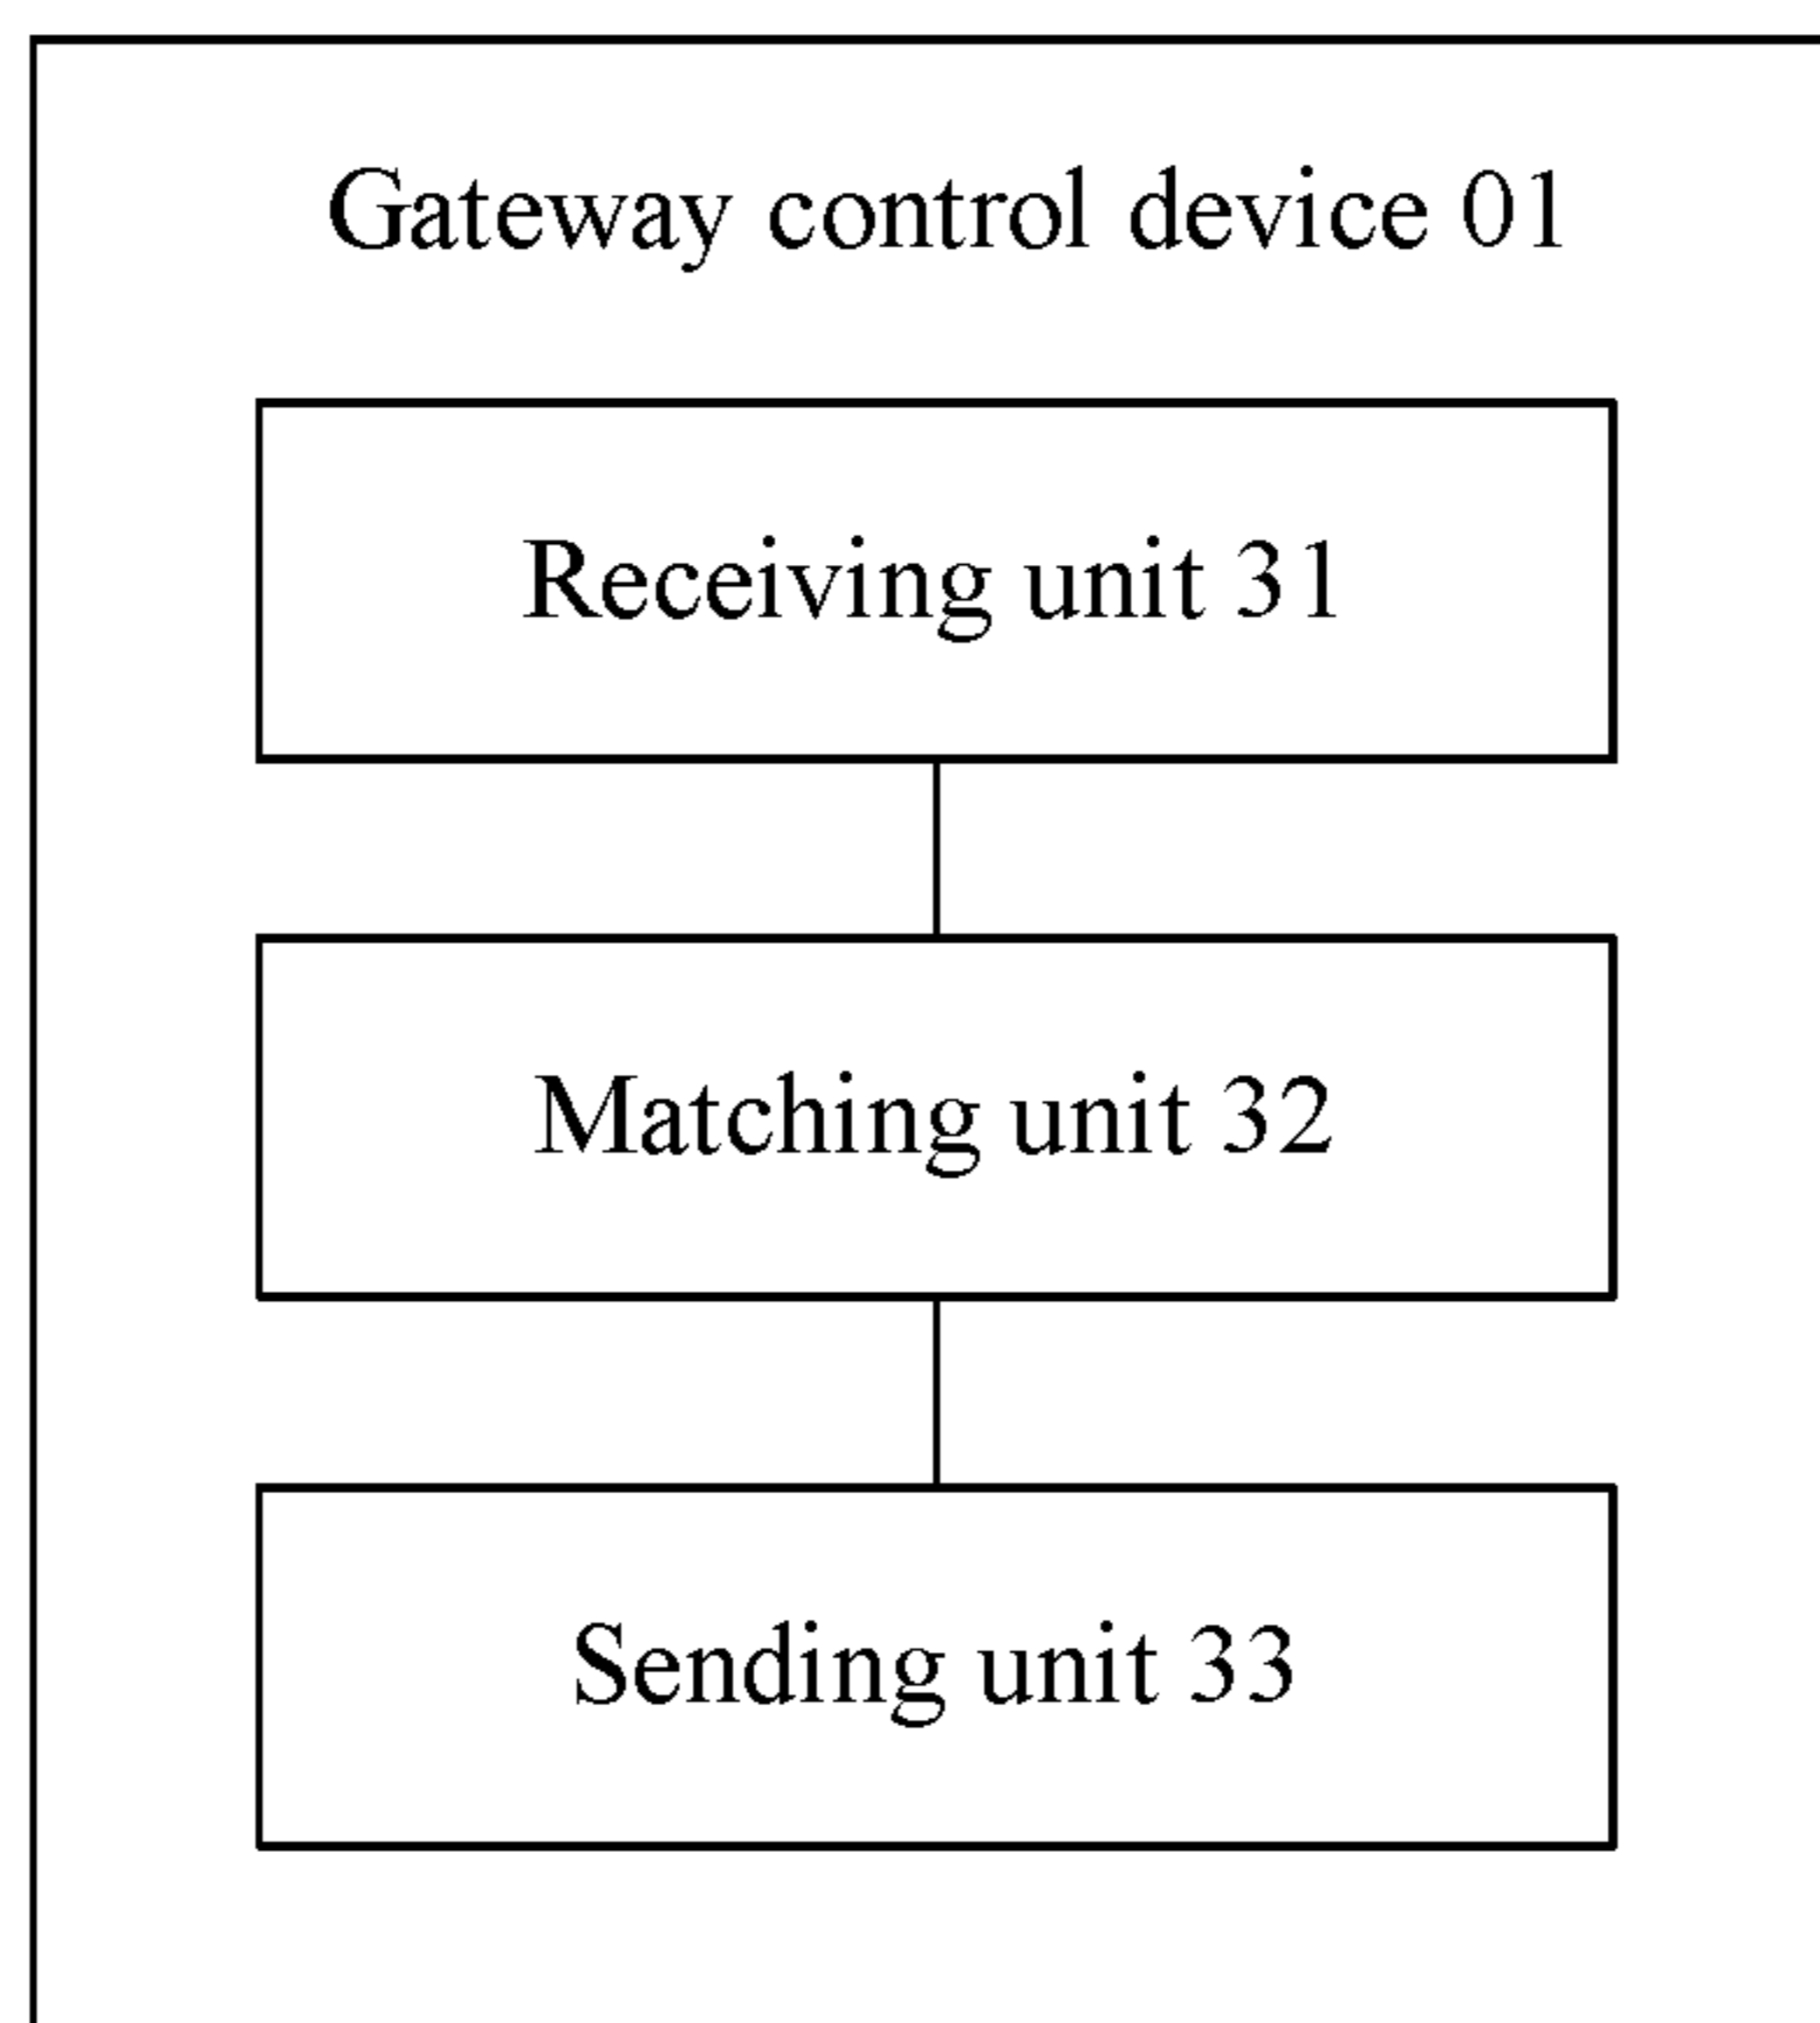 Gateway control device 01
Receiving unit 31
Matching unit 32
Sending unit 33